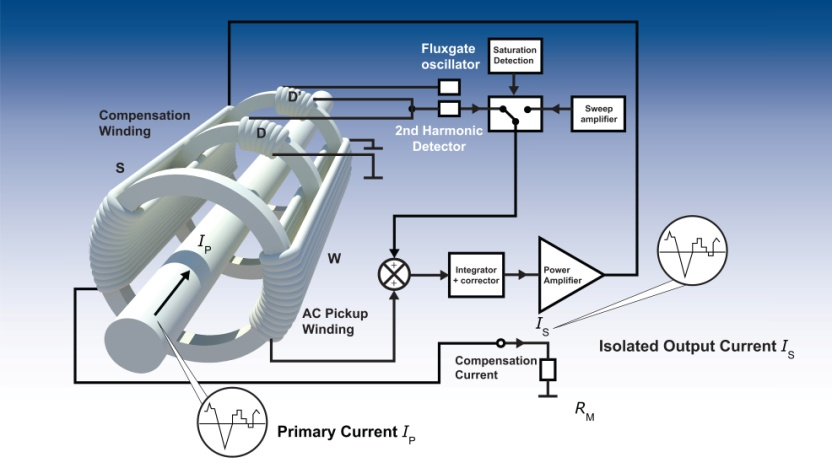 Fluxgate
oscillator
Saturation
Detection
D'
Compensation
Winding
D
2nd Harmonic
Detector
Sweep
amplifier
S
I P
W
+
+
Integrator
+ corrector
Power
Amplifier
AC Pickup
Winding
I S
Isolated Output Current I S
Compensation
Current
R M
Primary Current I P